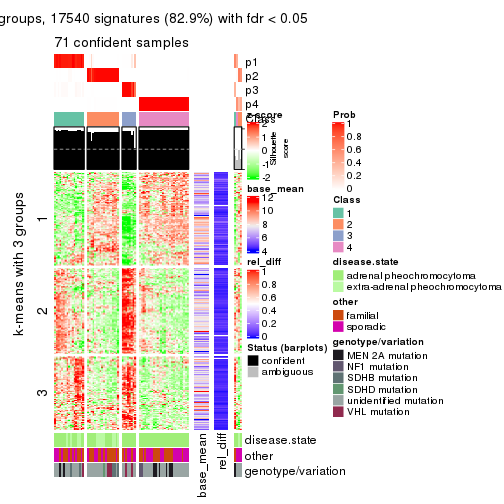 groups, 17540 signatures (82.9%) with fdr < 0.05
71 confident samples
p1
p2
p3
p4
Class
Silhouette
score
k-means with 3 groups
1
2
3
disease.state
other
genotype/variation
base_mean
rel_diff
z-score
2
1
0
-1
-2
base_mean
12
10
8
6
4
rel_diff
1
0.8
0.6
0.4
0.2
0
Status (barplots)
confident
ambiguous
Prob
1
0.8
0.6
0.4
0.2
0
Class
1
2
3
4
disease.state
adrenal pheochromocytoma
extra-adrenal pheochromocytoma
other
familial
sporadic
genotype/variation
MEN 2A mutation
NF1 mutation
SDHB mutation
SDHD mutation
unidentified mutation
VHL mutation